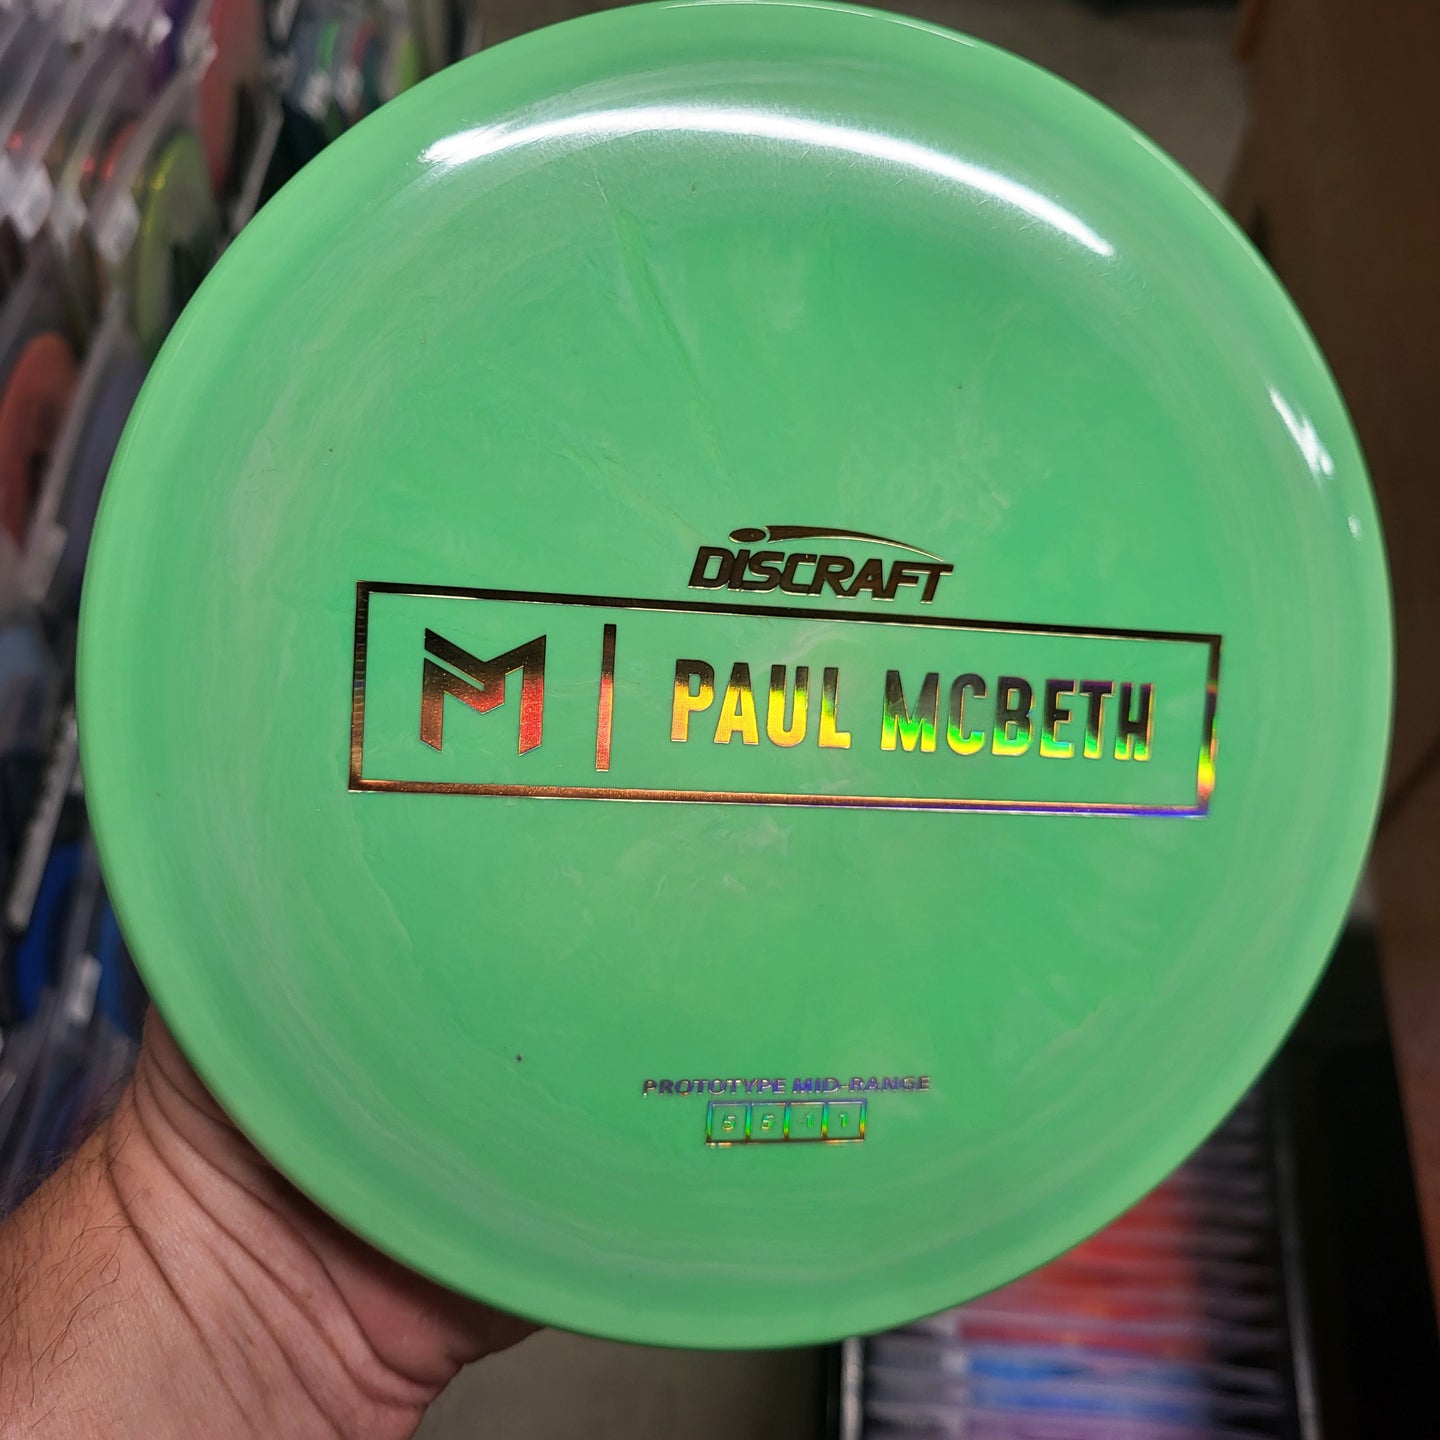 DISCRAFT
M | PAUL MCBETH
PROTOTYPE MID-RANGE
5 5 -1 1